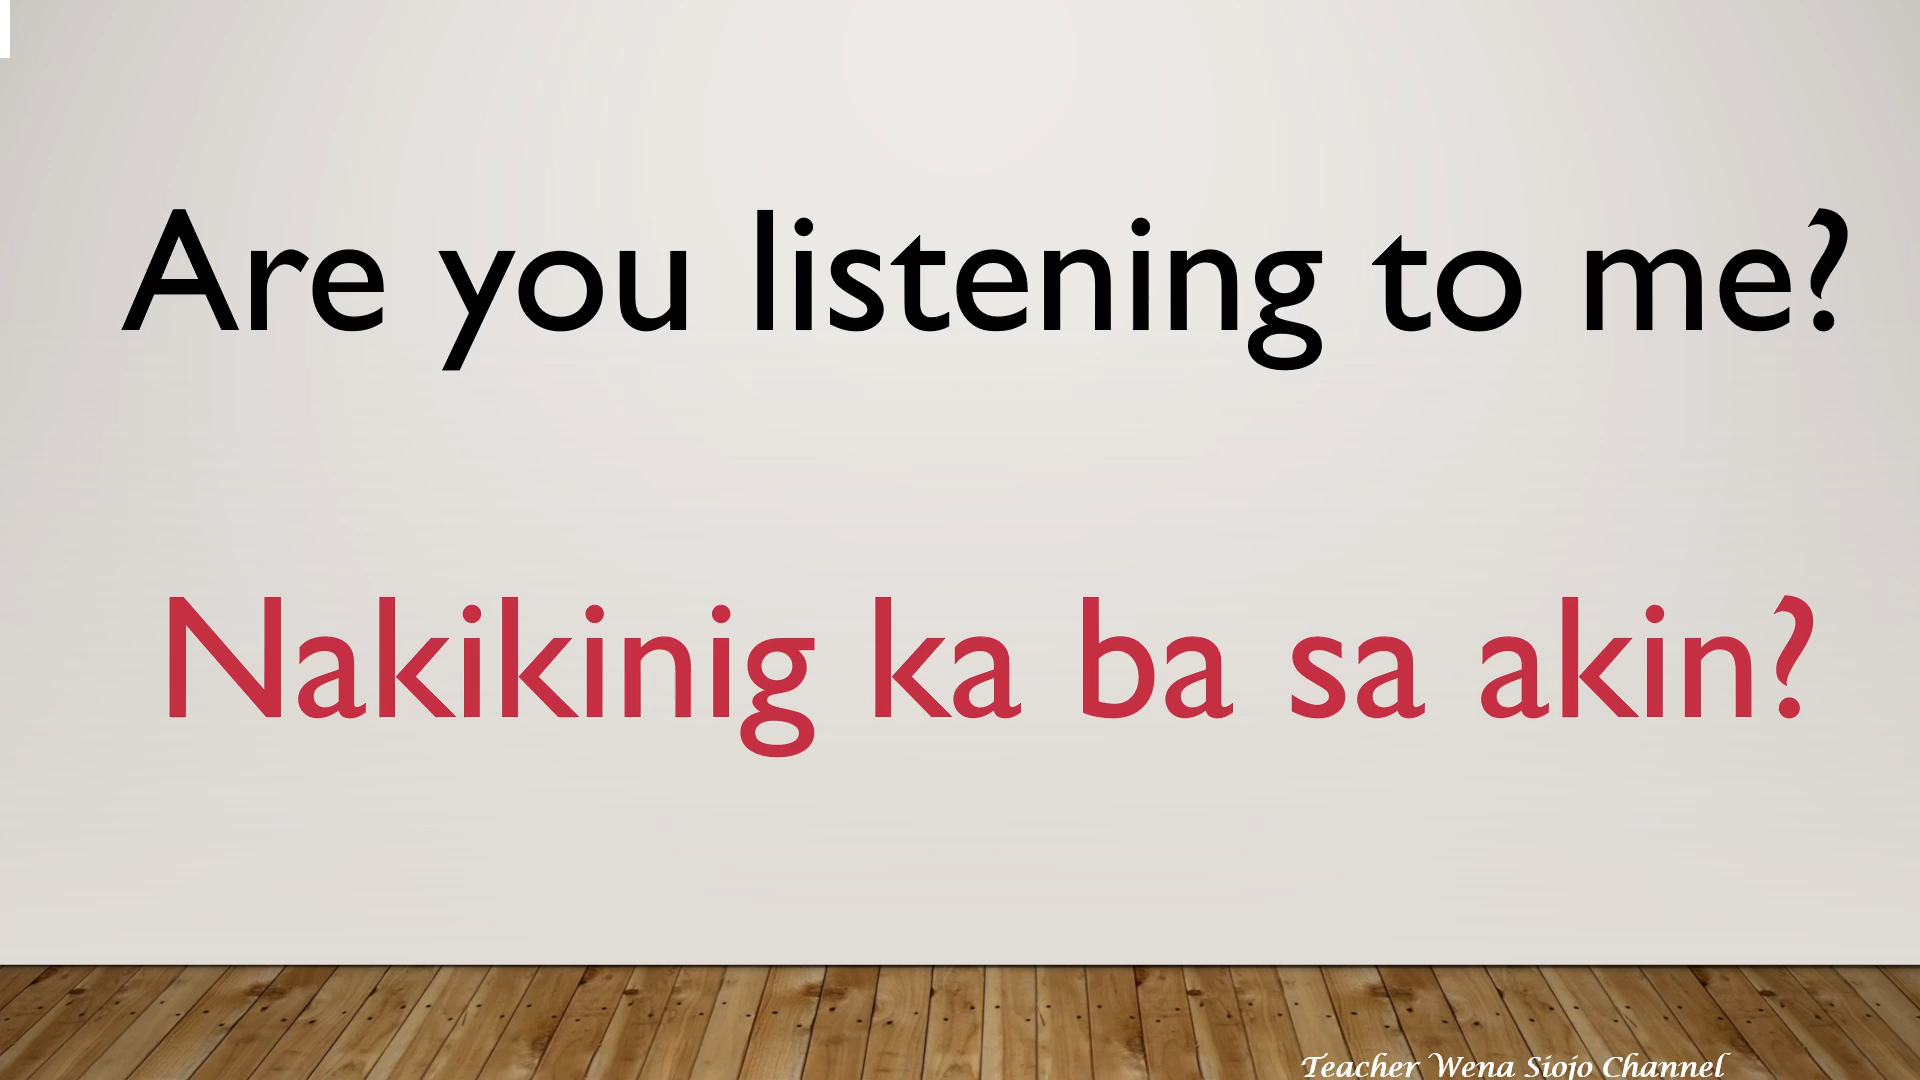 Are you listening to me?
Nakikinig ka ba sa akin?
Teacher Wena Siojo Channel